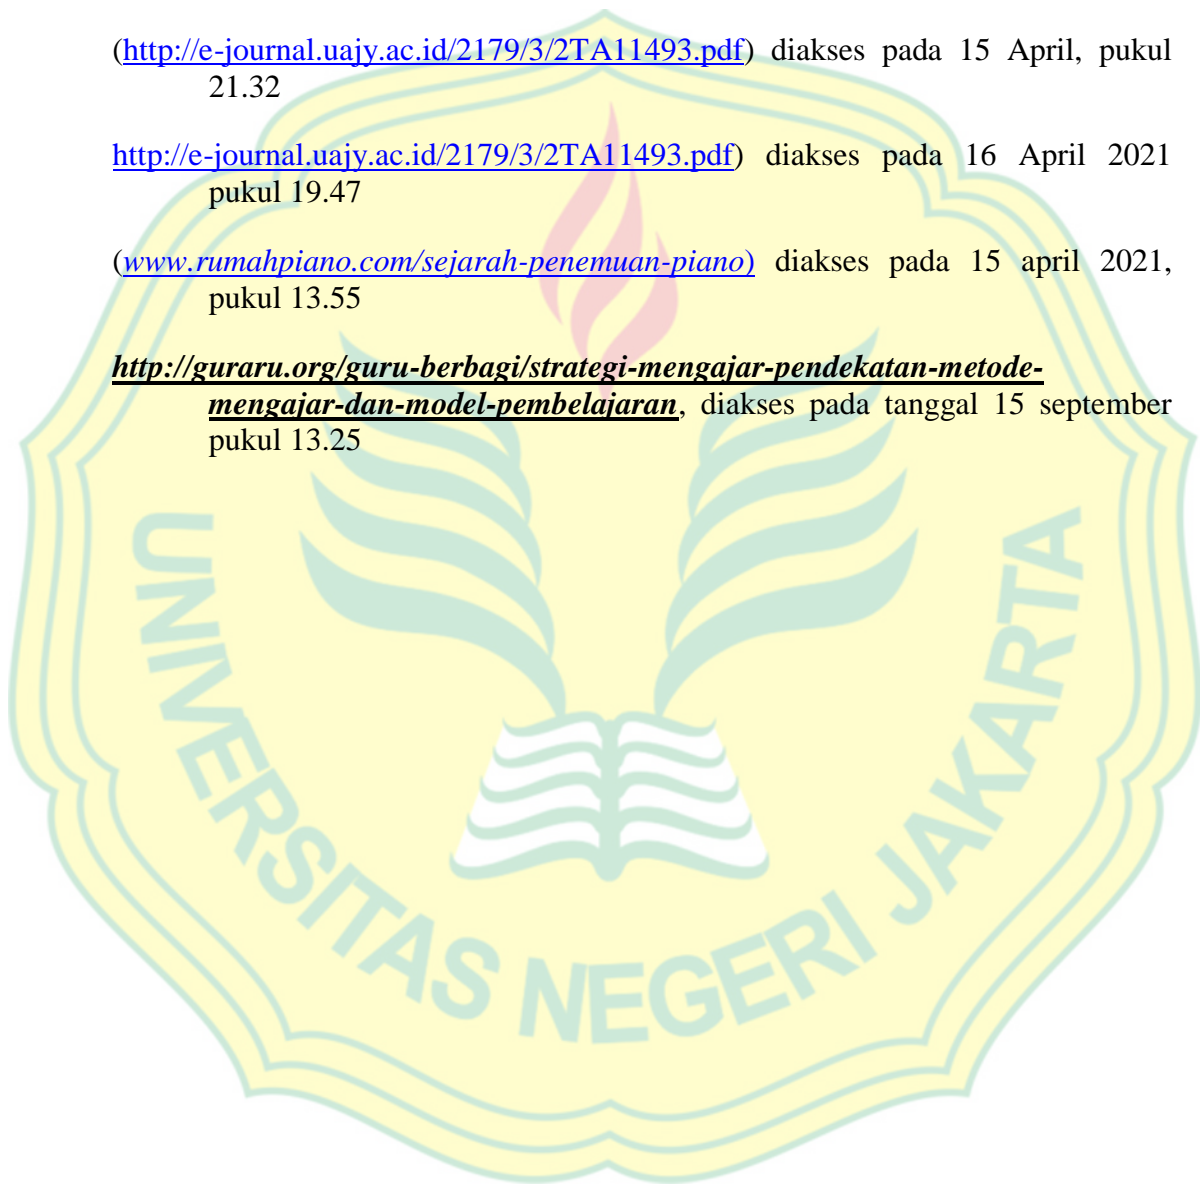 (http://e-journal.uajy.ac.id/2179/3/2TA11493.pdf) diakses pada 15 April, pukul
21.32
http://e-journal.uajy.ac.id/2179/3/2TA11493.pdf) diakses pada 16 April 2021
pukul 19.47
(www.rumahpiano.com/sejarah-penemuan-piano) diakses pada 15 april 2021,
pukul 13.55
http://guraru.org/guru-berbagi/strategi-mengajar-pendekatan-metode-
mengajar-dan-model-pembelajaran, diakses pada tanggal 15 september
pukul 13.25
UNIVERSITAS NEGERI JAKARTA